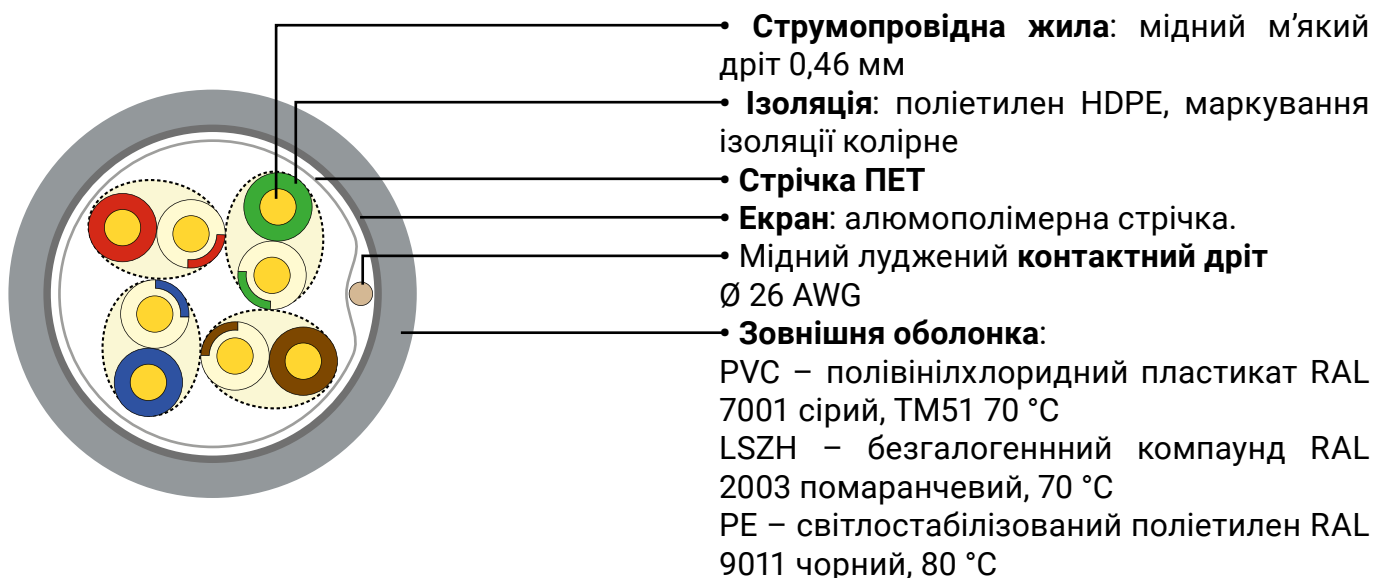 • Струмопровідна жила: мідний м’який
дріт 0,46 мм
• Ізоляція: поліетилен HDPE, маркування
ізоляції колірне
• Стрічка ПЕТ
• Екран: алюмополімерна стрічка.
• Мідний луджений контактний дріт
Ø 26 AWG
• Зовнішня оболонка:
PVC – полівінілхлоридний пластикат RAL
7001 сірий, ТМ51 70 °C
LSZH – безгалогеннний компаунд RAL
2003 помаранчевий, 70 °C
PE – світлостабілізований поліетилен RAL
9011 чорний, 80 °C